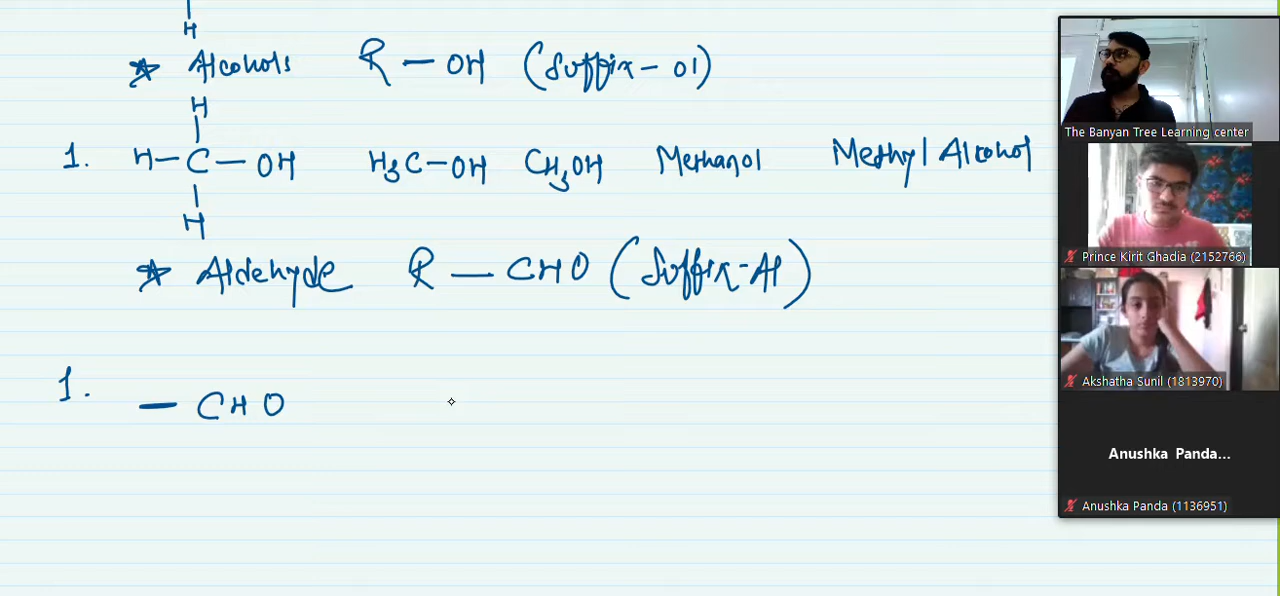 H
* Alcohols R — OH (Suffix - ol)
H
1. H — C — OH H₃C — OH CH₃OH Methanol Methyl Alcohol
H
* Aldehyde R — CHO (Suffix - Al)
1. — CHO
The Banyan Tree Learning center
Prince Kirit Ghadia (2152766)
Akshatha Sunil (1813970)
Anushka Panda...
Anushka Panda (1136951)